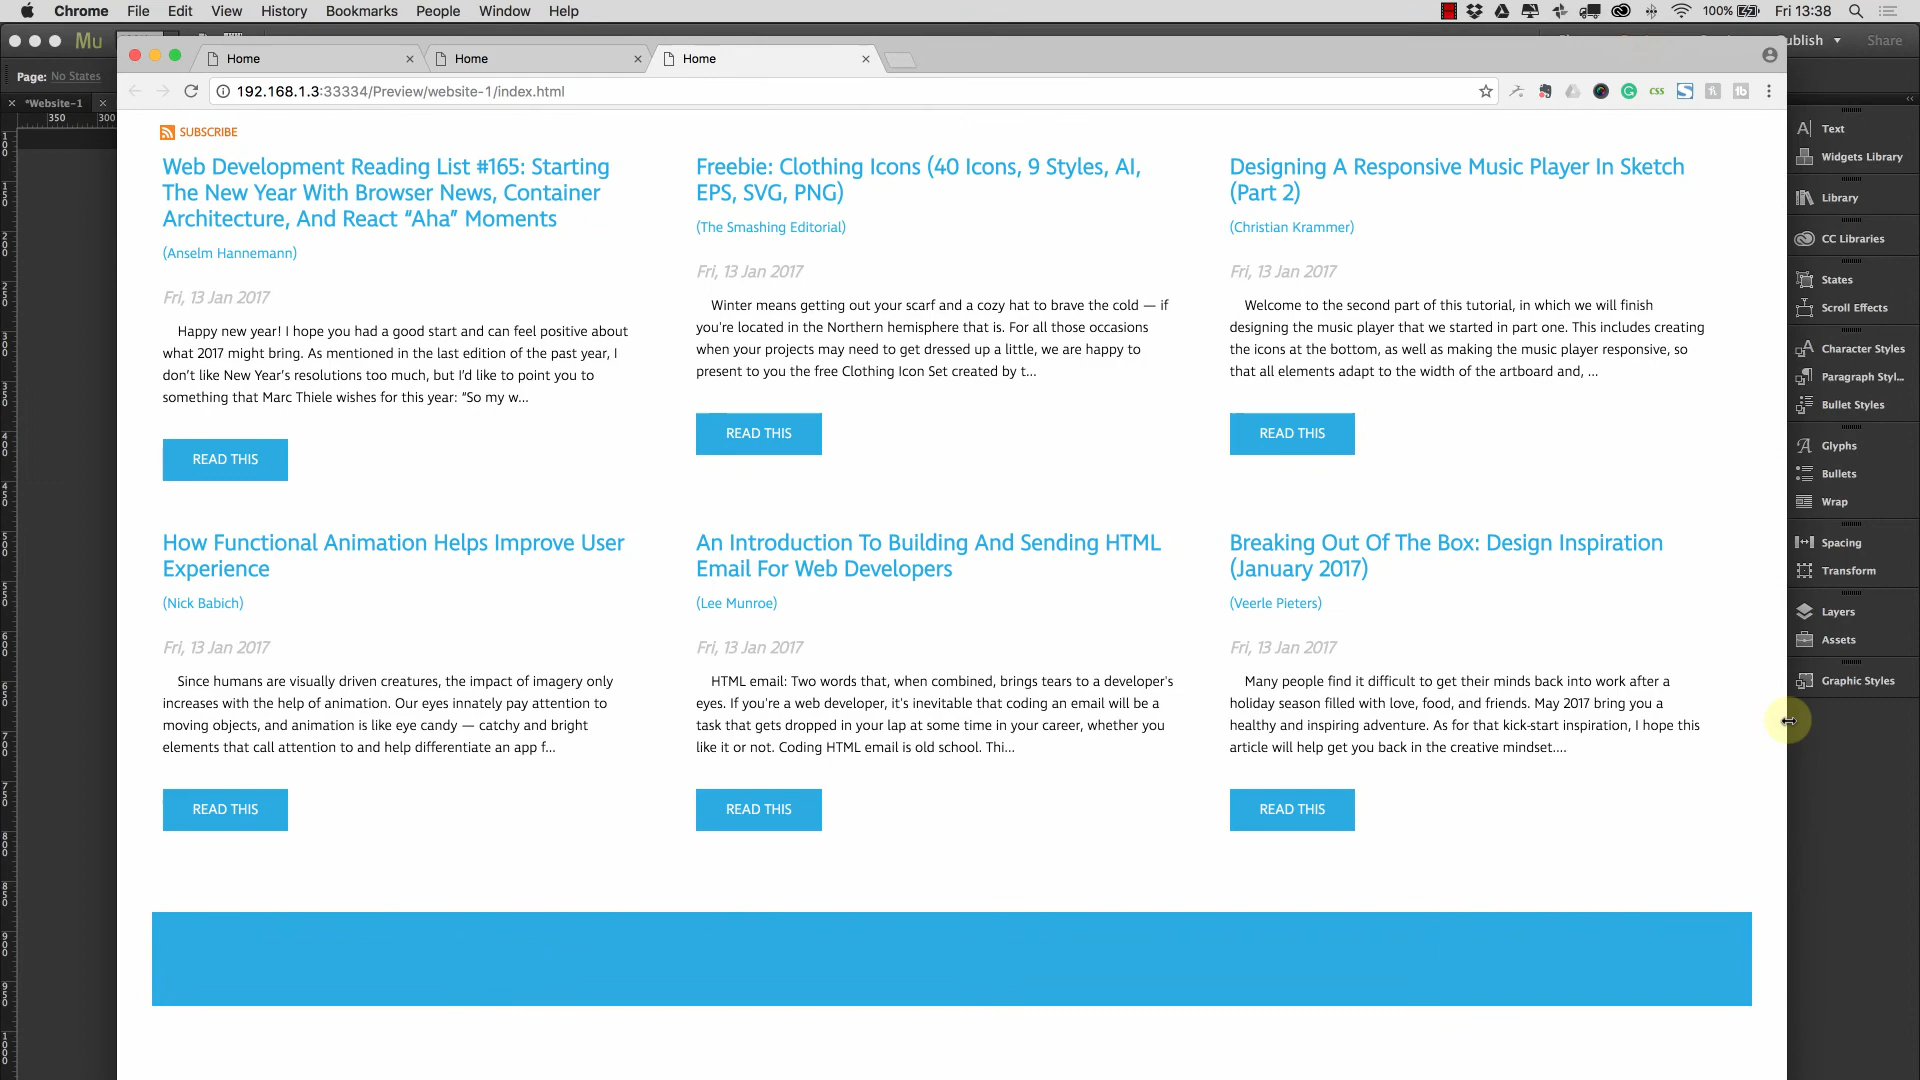 Chrome File Edit View History Bookmarks People Window Help 100% Fri 13:38
Mu Publish Share
Home Home Home
Page: No States
192.168.1.3:33334/Preview/website-1/index.html css
*Website-1
350 300
SUBSCRIBE
Web Development Reading List #165: Starting
The New Year With Browser News, Container
Architecture, And React “Aha” Moments
(Anselm Hannemann)
Fri, 13 Jan 2017
Happy new year! I hope you had a good start and can feel positive about
what 2017 might bring. As mentioned in the last edition of the past year, I
don’t like New Year’s resolutions too much, but I’d like to point you to
something that Marc Thiele wishes for this year: “So my w...
READ THIS
Freebie: Clothing Icons (40 Icons, 9 Styles, AI,
EPS, SVG, PNG)
(The Smashing Editorial)
Fri, 13 Jan 2017
Winter means getting out your scarf and a cozy hat to brave the cold — if
you’re located in the Northern hemisphere that is. For all those occasions
when your projects may need to get dressed up a little, we are happy to
present to you the free Clothing Icon Set created by t...
READ THIS
Designing A Responsive Music Player In Sketch
(Part 2)
(Christian Krammer)
Fri, 13 Jan 2017
Welcome to the second part of this tutorial, in which we will finish
designing the music player that we started in part one. This includes creating
the icons at the bottom, as well as making the music player responsive, so
that all elements adapt to the width of the artboard and, ...
READ THIS
How Functional Animation Helps Improve User
Experience
(Nick Babich)
Fri, 13 Jan 2017
Since humans are visually driven creatures, the impact of imagery only
increases with the help of animation. Our eyes innately pay attention to
moving objects, and animation is like eye candy — catchy and bright
elements that call attention to and help differentiate an app f...
READ THIS
An Introduction To Building And Sending HTML
Email For Web Developers
(Lee Munroe)
Fri, 13 Jan 2017
HTML email: Two words that, when combined, brings tears to a developer’s
eyes. If you’re a web developer, it’s inevitable that coding an email will be a
task that gets dropped in your lap at some time in your career, whether you
like it or not. Coding HTML email is old school. Thi...
READ THIS
Breaking Out Of The Box: Design Inspiration
(January 2017)
(Veerle Pieters)
Fri, 13 Jan 2017
Many people find it difficult to get their minds back into work after a
holiday season filled with love, food, and friends. May 2017 bring you a
healthy and inspiring adventure. As for that kick-start inspiration, I hope this
article will help get you back in the creative mindset....
READ THIS
Text
Widgets Library
Library
CC Libraries
States
Scroll Effects
Character Styles
Paragraph Styl...
Bullet Styles
Glyphs
Bullets
Wrap
Spacing
Transform
Layers
Assets
Graphic Styles